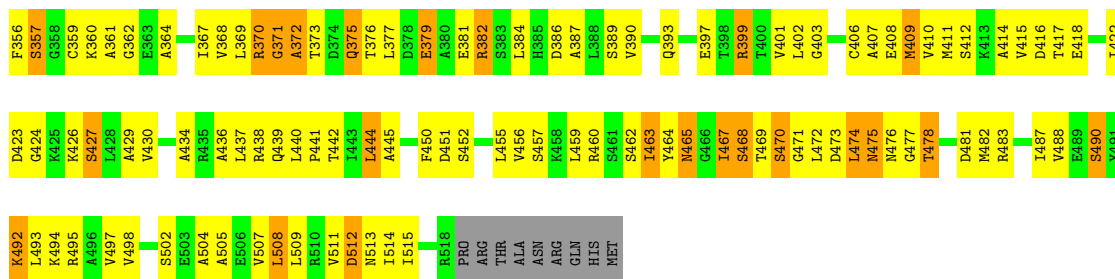 F356 S357 G358 C359 K360 A361 G362 E363 A364 I367 V368 L369 R370 G371 A372 T373 D374 Q375 T376 L377 D378 E379 A380 E381 R382 S383 L384 H385 D386 A387 L388 S389 V390 Q393 E397 T398 R399 T400 V401 L402 G403 C406 A407 E408 M409 V410 M411 S412 K413 A414 V415 D416 T417 E418
D423 G424 K425 K426 S427 L428 A429 V430 A434 R435 A436 L437 R438 Q439 L440 P441 T442 I443 L444 A445 F450 D451 S452 L455 V456 S457 K458 L459 R460 S461 S462 I463 Y464 N465 G466 I467 S468 T469 S470 G471 L472 D473 L474 N475 N476 G477 T478 D481 M482 R483 I487 V488 E489 S490
K492 L493 K494 R495 A496 V497 V498 S502 E503 A504 A505 E506 V507 L508 L509 R510 V511 D512 N513 I514 I515 R518 PRO ARG THR ALA ASN ARG GLN HIS MET